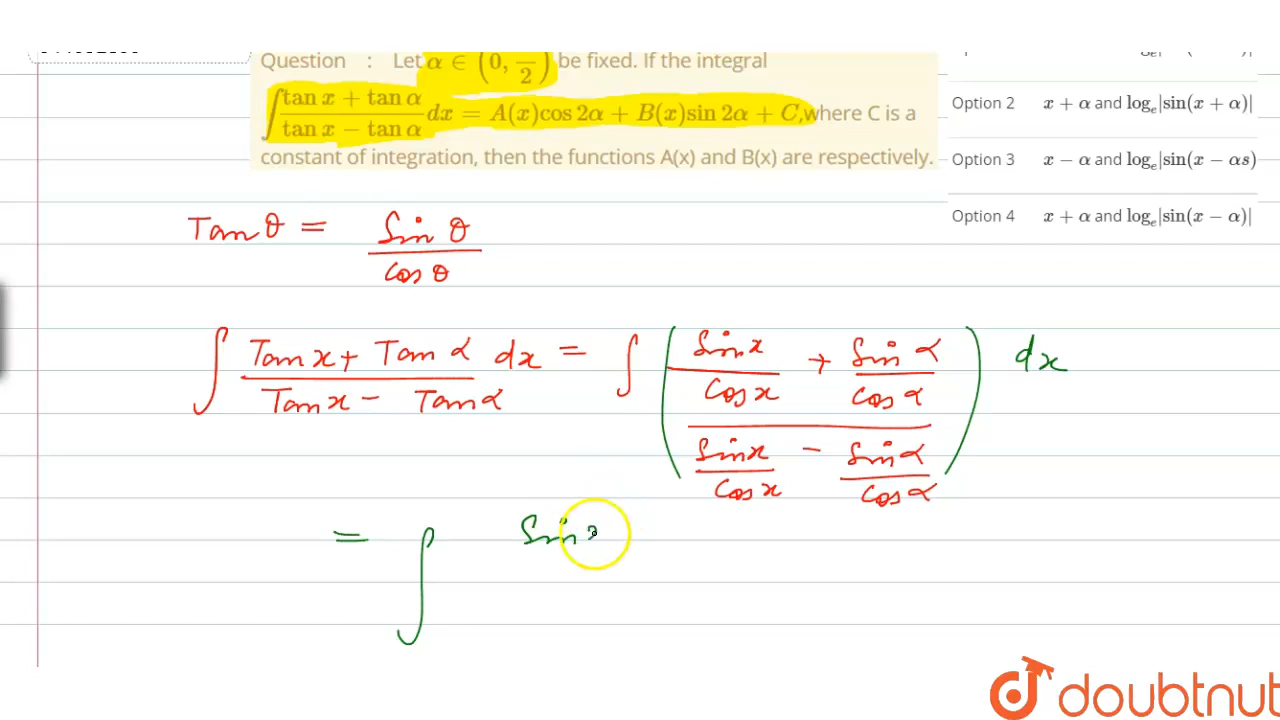 Question : Let α ∈ (0, π/2) be fixed. If the integral
∫ (tan x + tan α)/(tan x − tan α) dx = A(x)cos 2α + B(x)sin 2α + C,where C is a
constant of integration, then the functions A(x) and B(x) are respectively.
Option 2 x + α and logₑ|sin(x + α)|
Option 3 x − α and logₑ|sin(x − αs)
Option 4 x + α and logₑ|sin(x − α)|
Tan θ = Sin θ / Cos θ
∫ (Tan x + Tan α)/(Tan x − Tan α) dx = ∫ ((Sin x/Cos x + Sin α/Cos α)/(Sin x/Cos x − Sin α/Cos α)) dx
= ∫ Sin
doubtnut